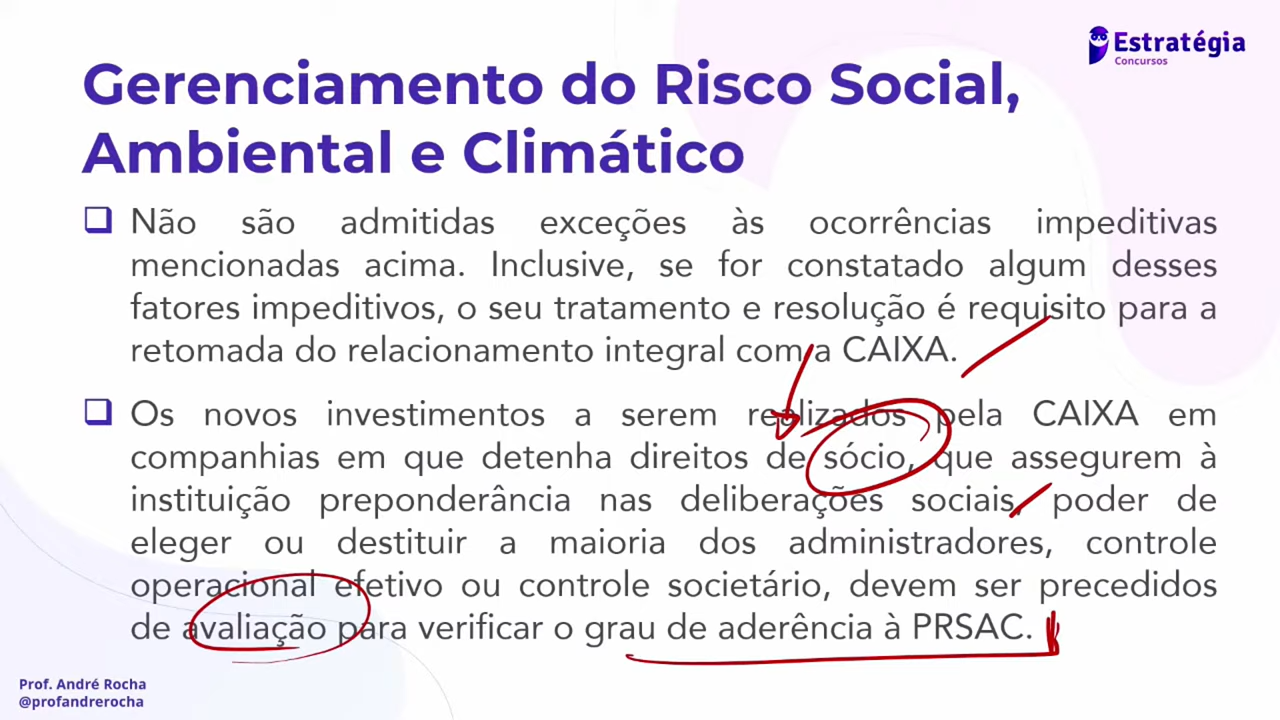 Estratégia
Concursos
Gerenciamento do Risco Social,
Ambiental e Climático
Não são admitidas exceções às ocorrências impeditivas
mencionadas acima. Inclusive, se for constatado algum desses
fatores impeditivos, o seu tratamento e resolução é requisito para a
retomada do relacionamento integral com a CAIXA.
Os novos investimentos a serem realizados pela CAIXA em
companhias em que detenha direitos de sócio, que assegurem à
instituição preponderância nas deliberações sociais, poder de
eleger ou destituir a maioria dos administradores, controle
operacional efetivo ou controle societário, devem ser precedidos
de avaliação para verificar o grau de aderência à PRSAC.
Prof. André Rocha
@profandrerocha